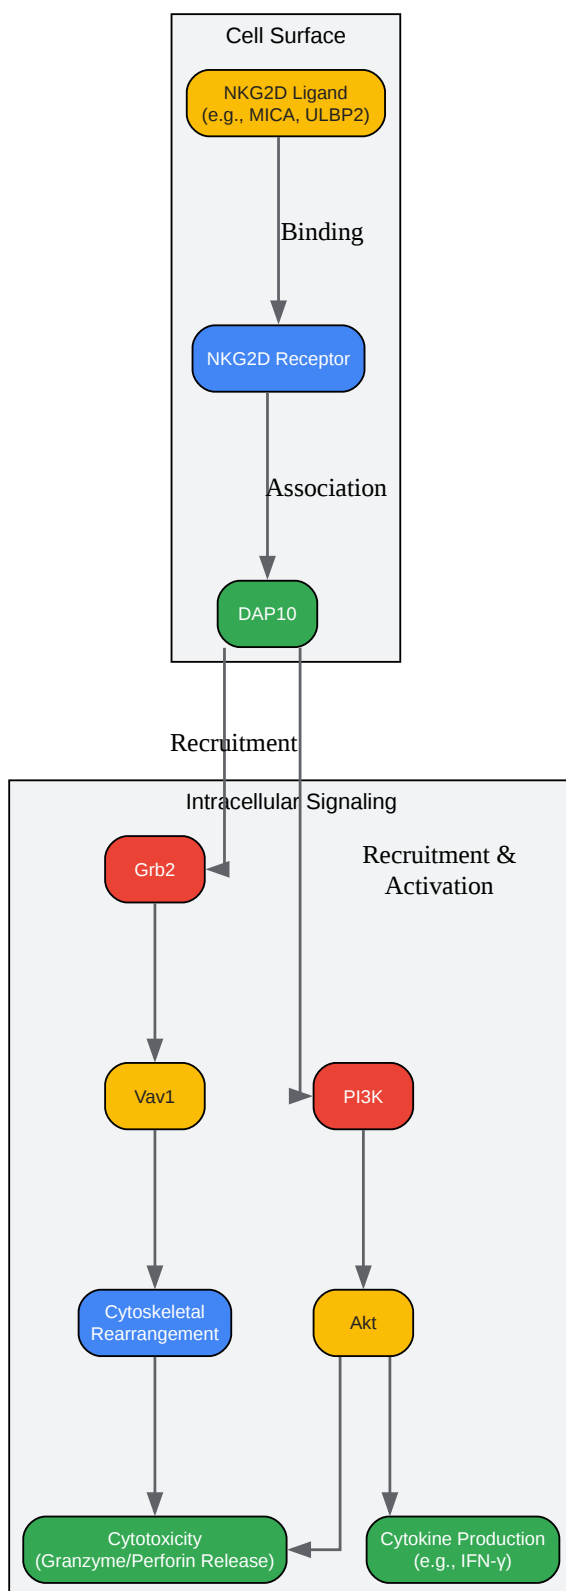 Cell Surface
NKG2D Ligand
(e.g., MICA, ULBP2)
Binding
NKG2D Receptor
Association
DAP10
Recruitment
Intracellular Signaling
Recruitment &
Activation
Grb2
Vav1
PI3K
Cytoskeletal
Rearrangement
Akt
Cytotoxicity
(Granzyme/Perforin Release)
Cytokine Production
(e.g., IFN-γ)